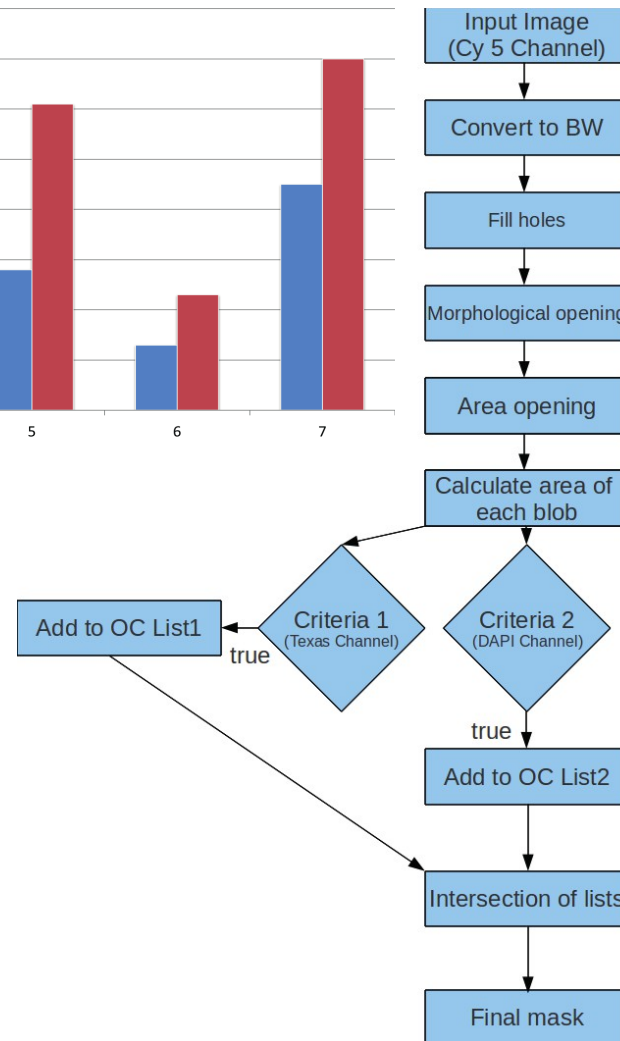 5
6
7
Input Image
(Cy 5 Channel)
Convert to BW
Fill holes
Morphological opening
Area opening
Calculate area of
each blob
Criteria 1
(Texas Channel)
Criteria 2
(DAPI Channel)
Add to OC List1
true
true
Add to OC List2
Intersection of lists
Final mask